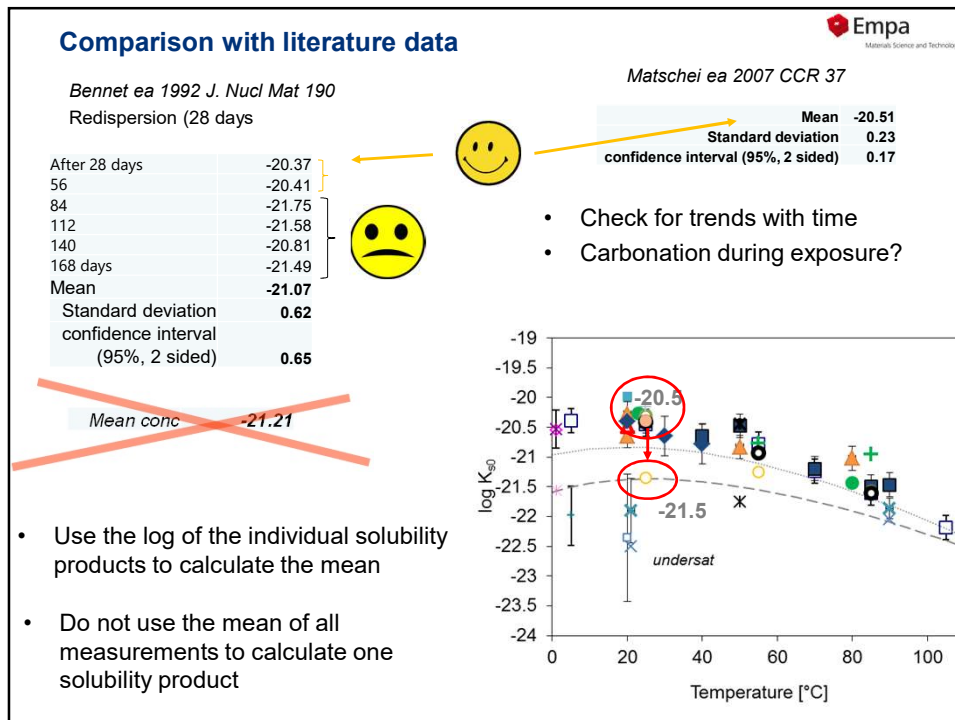 Comparison with literature data
Empa
Materials Science and Technology
Bennet ea 1992 J. Nucl Mat 190
Redispersion (28 days
After 28 days -20.37
56 -20.41
84 -21.75
112 -21.58
140 -20.81
168 days -21.49
Mean -21.07
Standard deviation 0.62
confidence interval
(95%, 2 sided) 0.65
Mean conc -21.21
Matschei ea 2007 CCR 37
Mean -20.51
Standard deviation 0.23
confidence interval (95%, 2 sided) 0.17
• Check for trends with time
• Carbonation during exposure?
• Use the log of the individual solubility
products to calculate the mean
• Do not use the mean of all
measurements to calculate one
solubility product
-19
-19.5
-20
-20.5
-21
-21.5
-22
-22.5
-23
-23.5
-24
log Ks0
-20.5
-21.5
undersat
0 20 40 60 80 100
Temperature [°C]